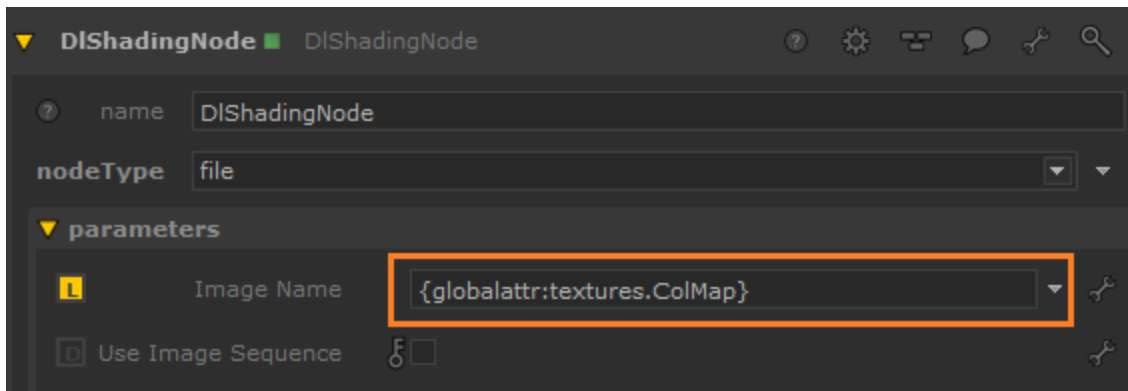 DlShadingNode DlShadingNode
name DlShadingNode
nodeType file
parameters
L Image Name {globalattr:textures.ColMap}
D Use Image Sequence